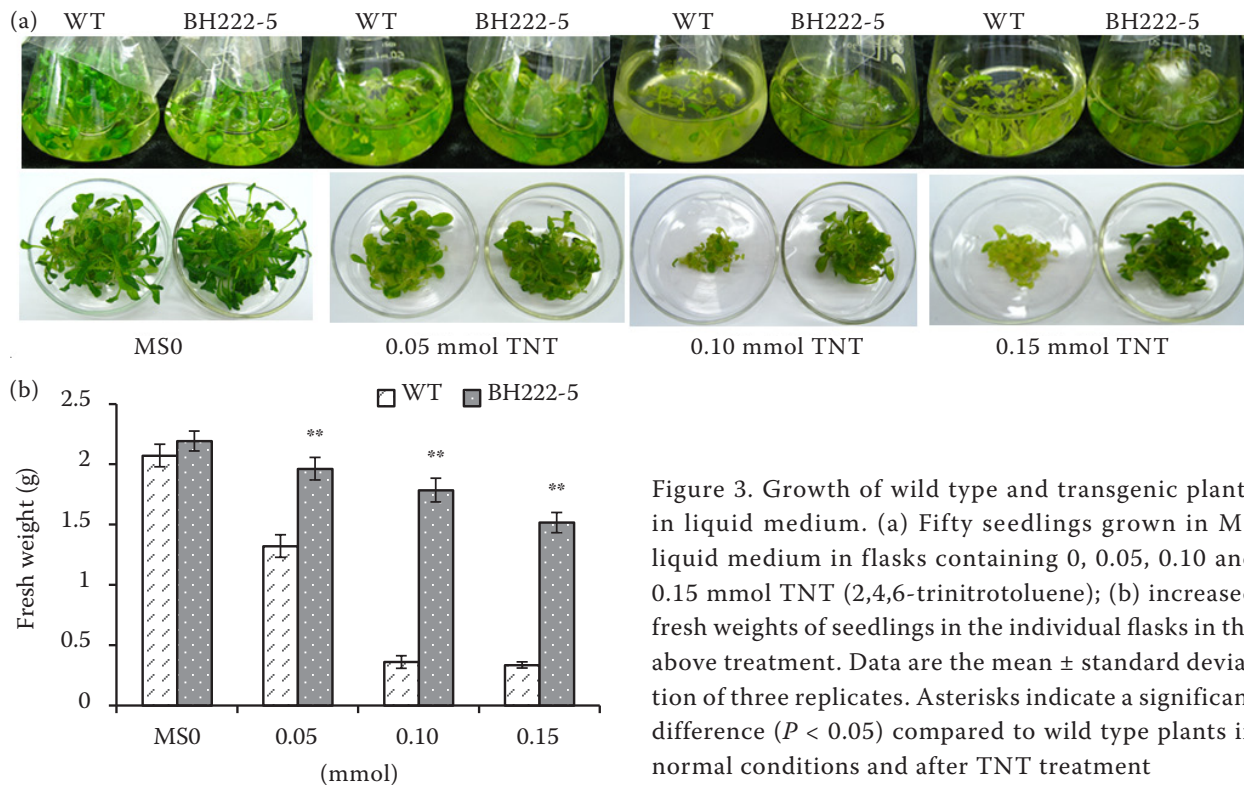 (a) WT BH222-5 WT BH222-5 WT BH222-5 WT BH222-5
MS0 0.05 mmol TNT 0.10 mmol TNT 0.15 mmol TNT
(b)
WT BH222-5
2.5
2
1.5
1
0.5
0
Fresh weight (g)
** ** **
MS0 0.05 0.10 0.15
(mmol)
Figure 3. Growth of wild type and transgenic plant
in liquid medium. (a) Fifty seedlings grown in M
liquid medium in flasks containing 0, 0.05, 0.10 an
0.15 mmol TNT (2,4,6-trinitrotoluene); (b) increase
fresh weights of seedlings in the individual flasks in th
above treatment. Data are the mean ± standard devia
tion of three replicates. Asterisks indicate a significan
difference (P < 0.05) compared to wild type plants i
normal conditions and after TNT treatment